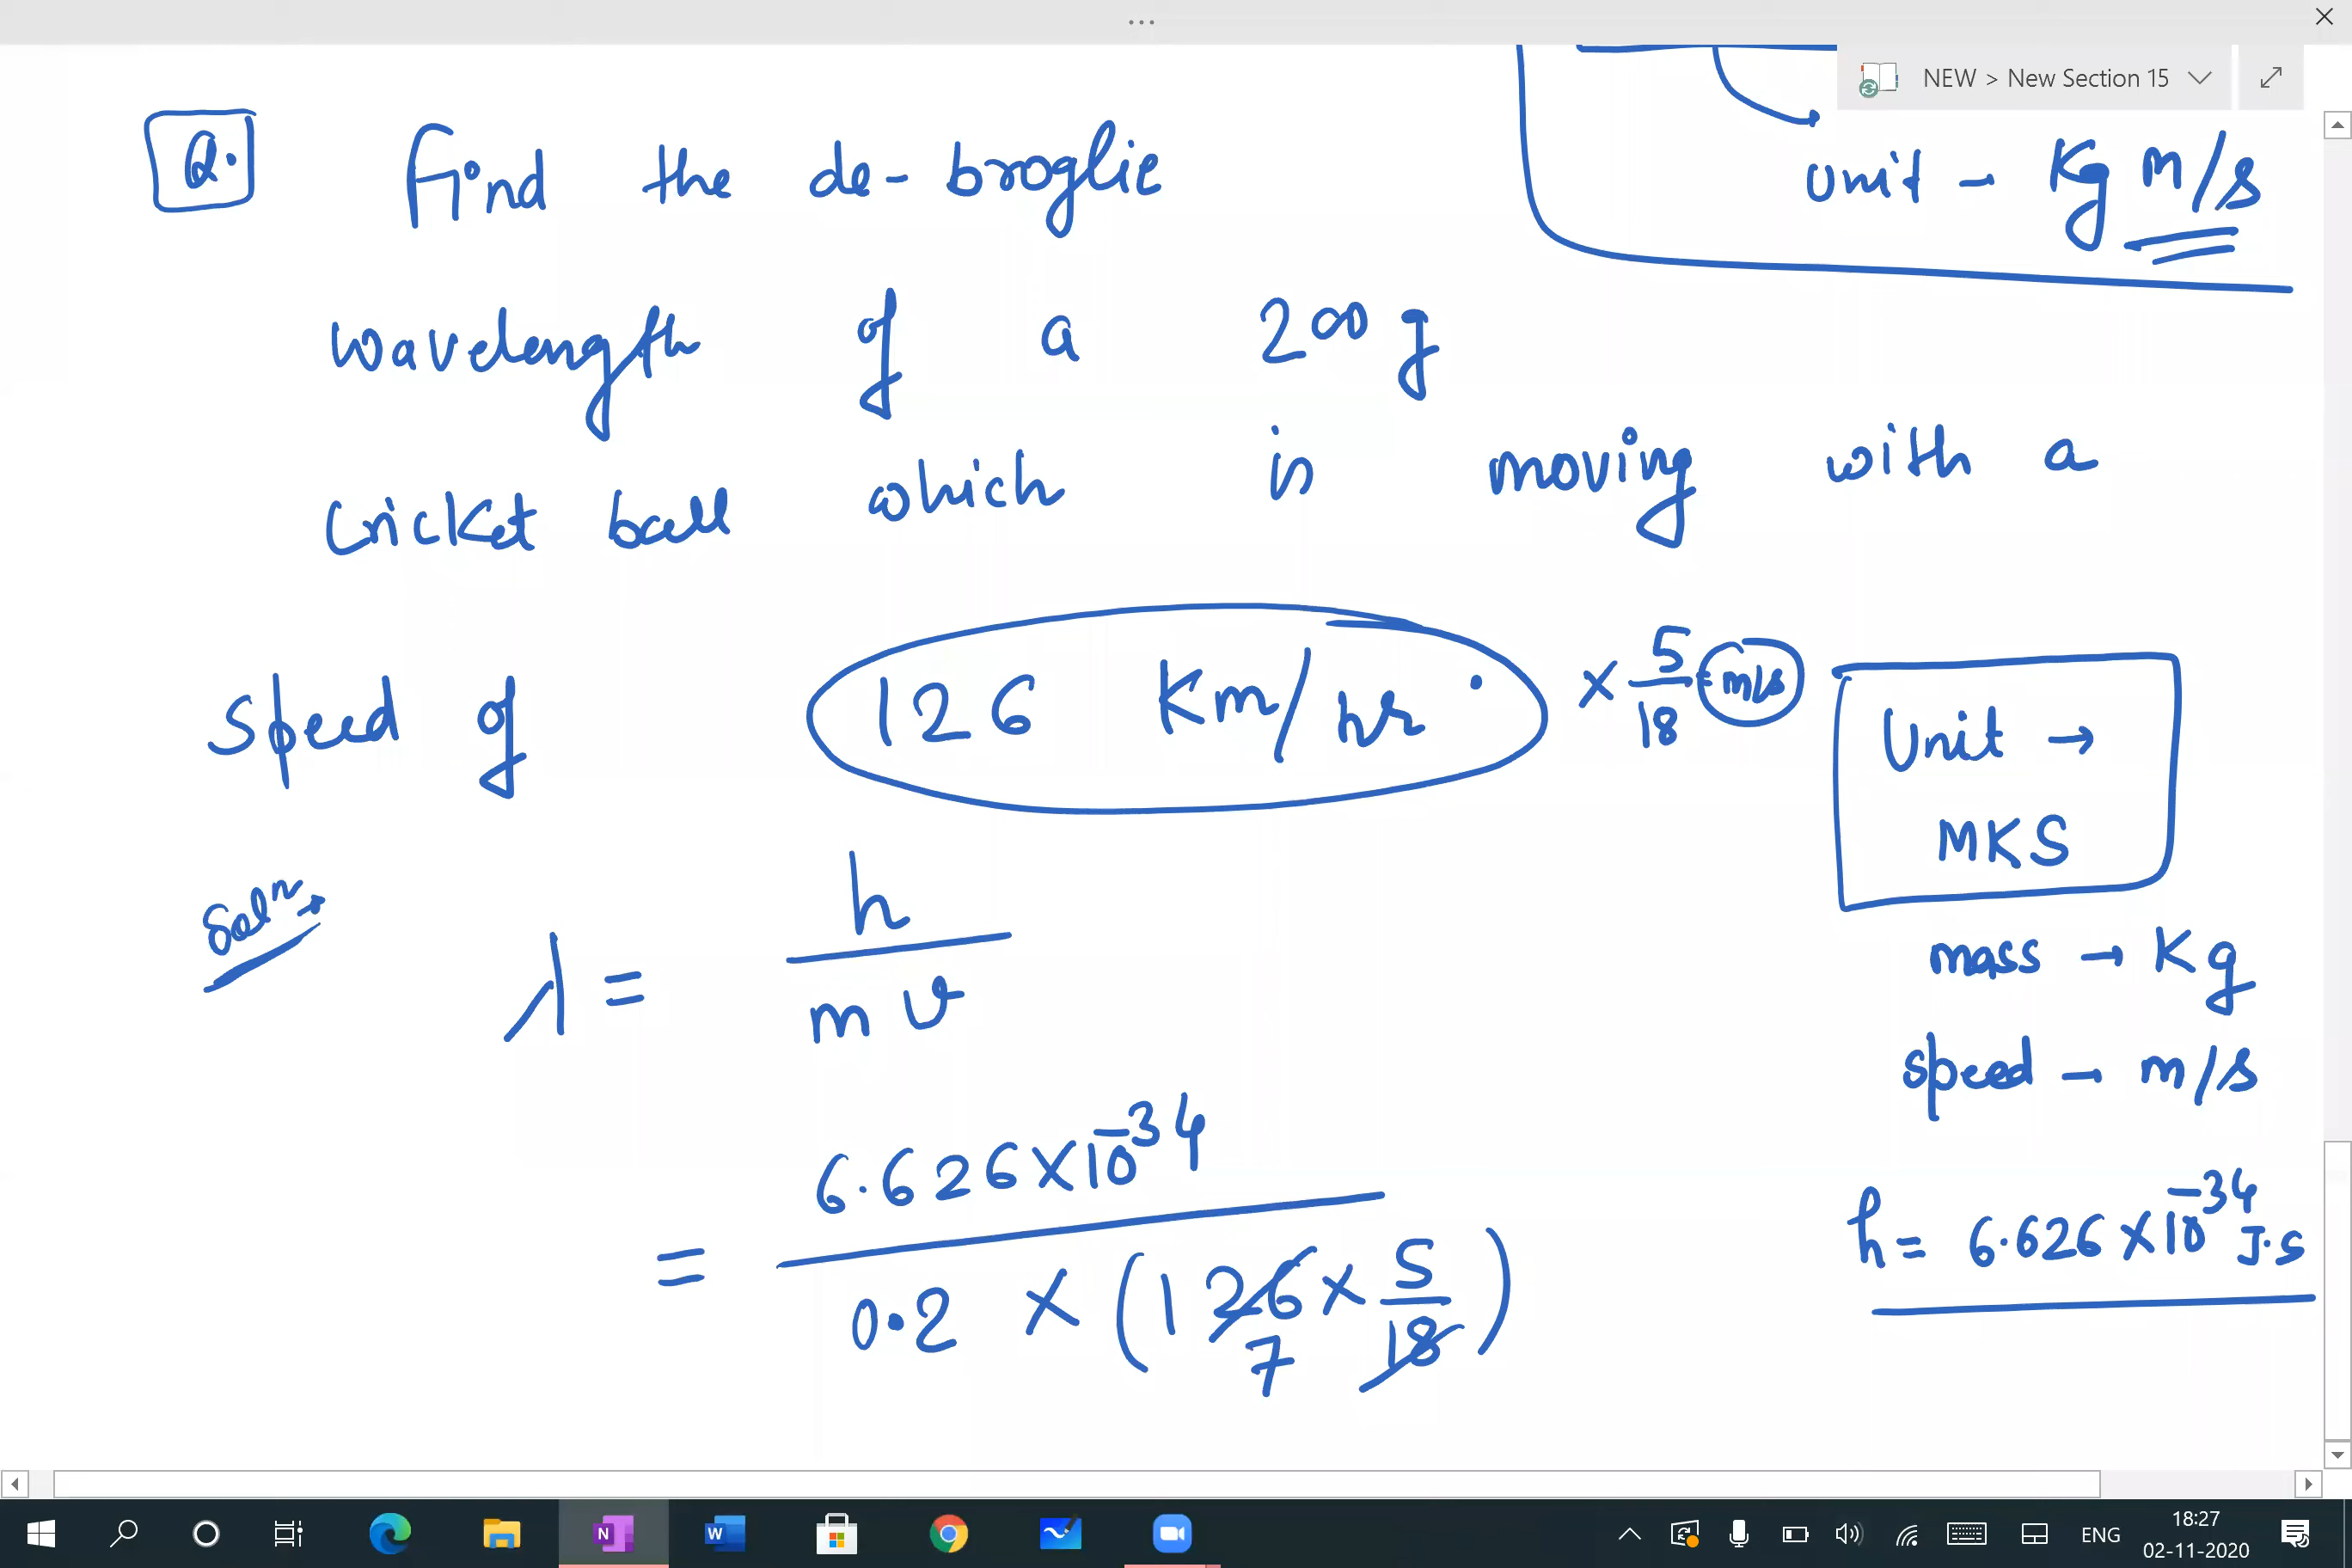 NEW > New Section 15
Unit - Kg m/s
Q. Find the de-broglie
wavelength of a 200 g
cricket ball which is moving with a
speed of 126 Km/hr. × 5/18 = m/s
Unit →
MKS
Solⁿ→
λ = h / m v
mass → Kg
speed → m/s
= 6.626×10⁻³⁴ / 0.2 × (126 × 5/18)
7
h = 6.626×10⁻³⁴ J.s
ENG
18:27
02-11-2020